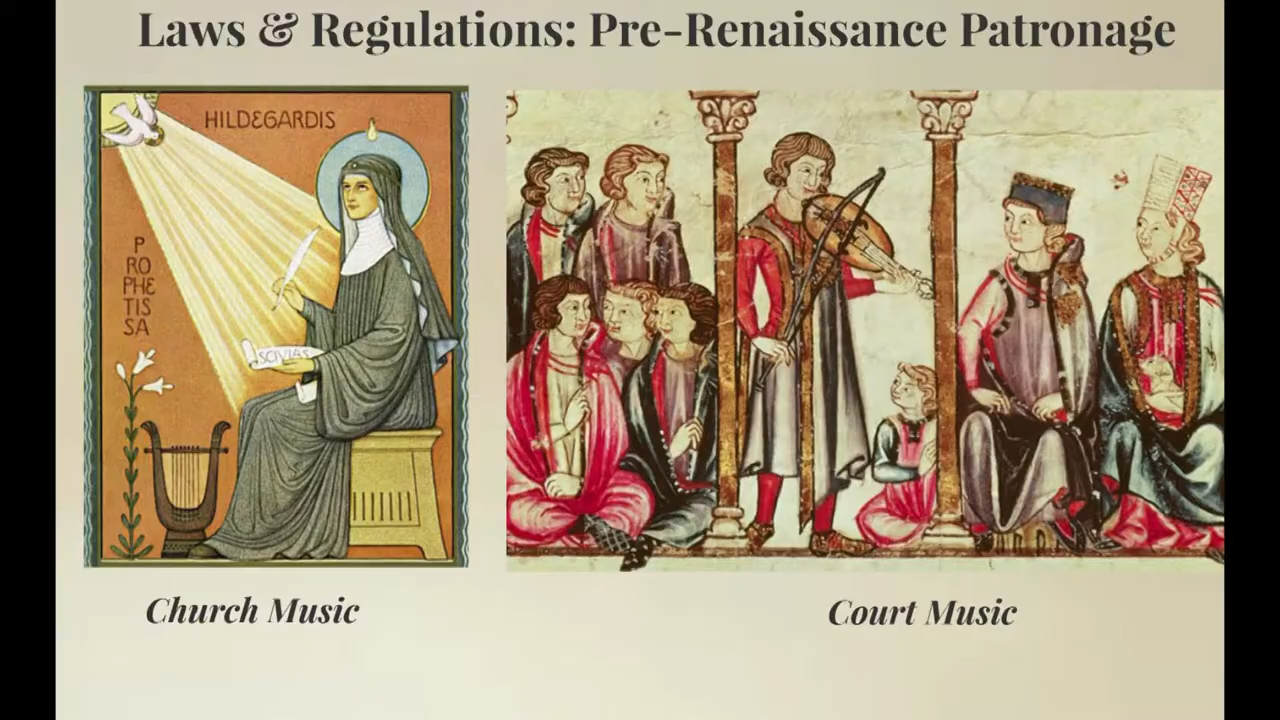 Laws & Regulations: Pre-Renaissance Patronage
HILDEGARDIS
P
RO
PHE
TIS
SA
SCIVIAS
Church Music
Court Music